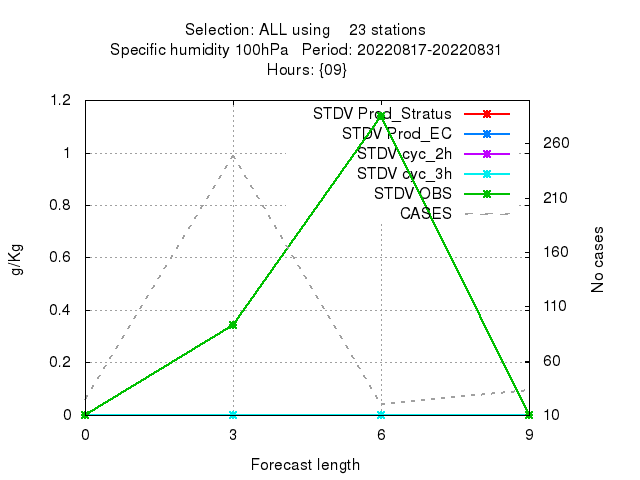 Selection: ALL using 23 stations
Specific humidity 100hPa Period: 20220817-20220831
Hours: {09}
1.2
1
0.8
0.6
0.4
0.2
0
g/Kg
STDV Prod_Stratus
STDV Prod_EC
STDV cyc_2h
STDV cyc_3h
STDV OBS
CASES
260
210
160
110
60
10
No cases
0 3 6 9
Forecast length